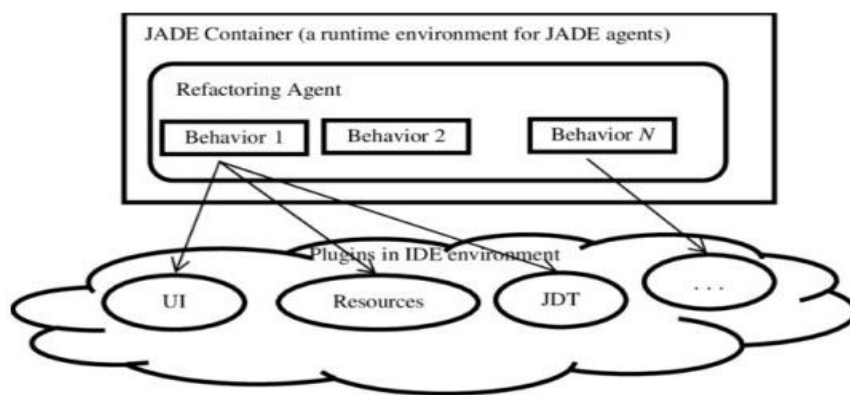 JADE Container (a runtime environment for JADE agents)
Refactoring Agent
Behavior 1
Behavior 2
Behavior N
Plugins in IDE environment
UI
Resources
JDT
. . .